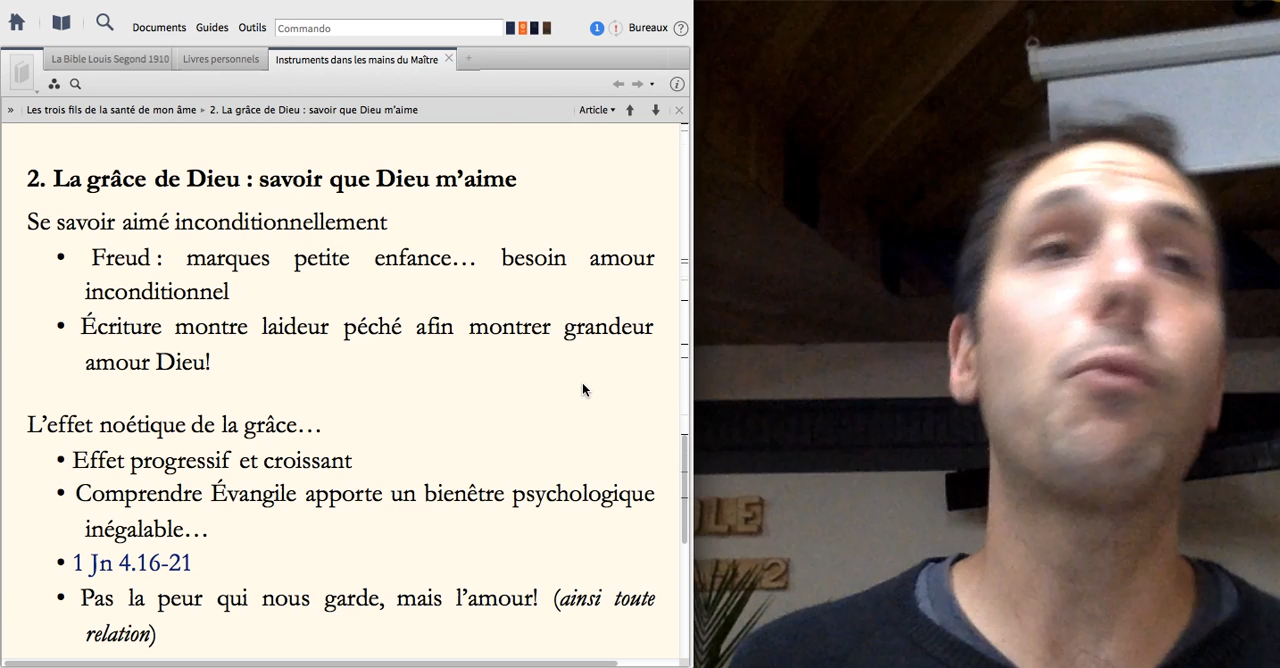 Documents Guides Outils Commando 1 ! Bureaux ?
La Bible Louis Segond 1910 Livres personnels Instruments dans les mains du Maître
» Les trois fils de la santé de mon âme ▸ 2. La grâce de Dieu : savoir que Dieu m’aime Article
2. La grâce de Dieu : savoir que Dieu m’aime
Se savoir aimé inconditionnellement
• Freud : marques petite enfance… besoin amour
inconditionnel
• Écriture montre laideur péché afin montrer grandeur
amour Dieu!
L’effet noétique de la grâce…
• Effet progressif et croissant
• Comprendre Évangile apporte un bienêtre psychologique
inégalable…
• 1 Jn 4.16-21
• Pas la peur qui nous garde, mais l’amour! (ainsi toute
relation)